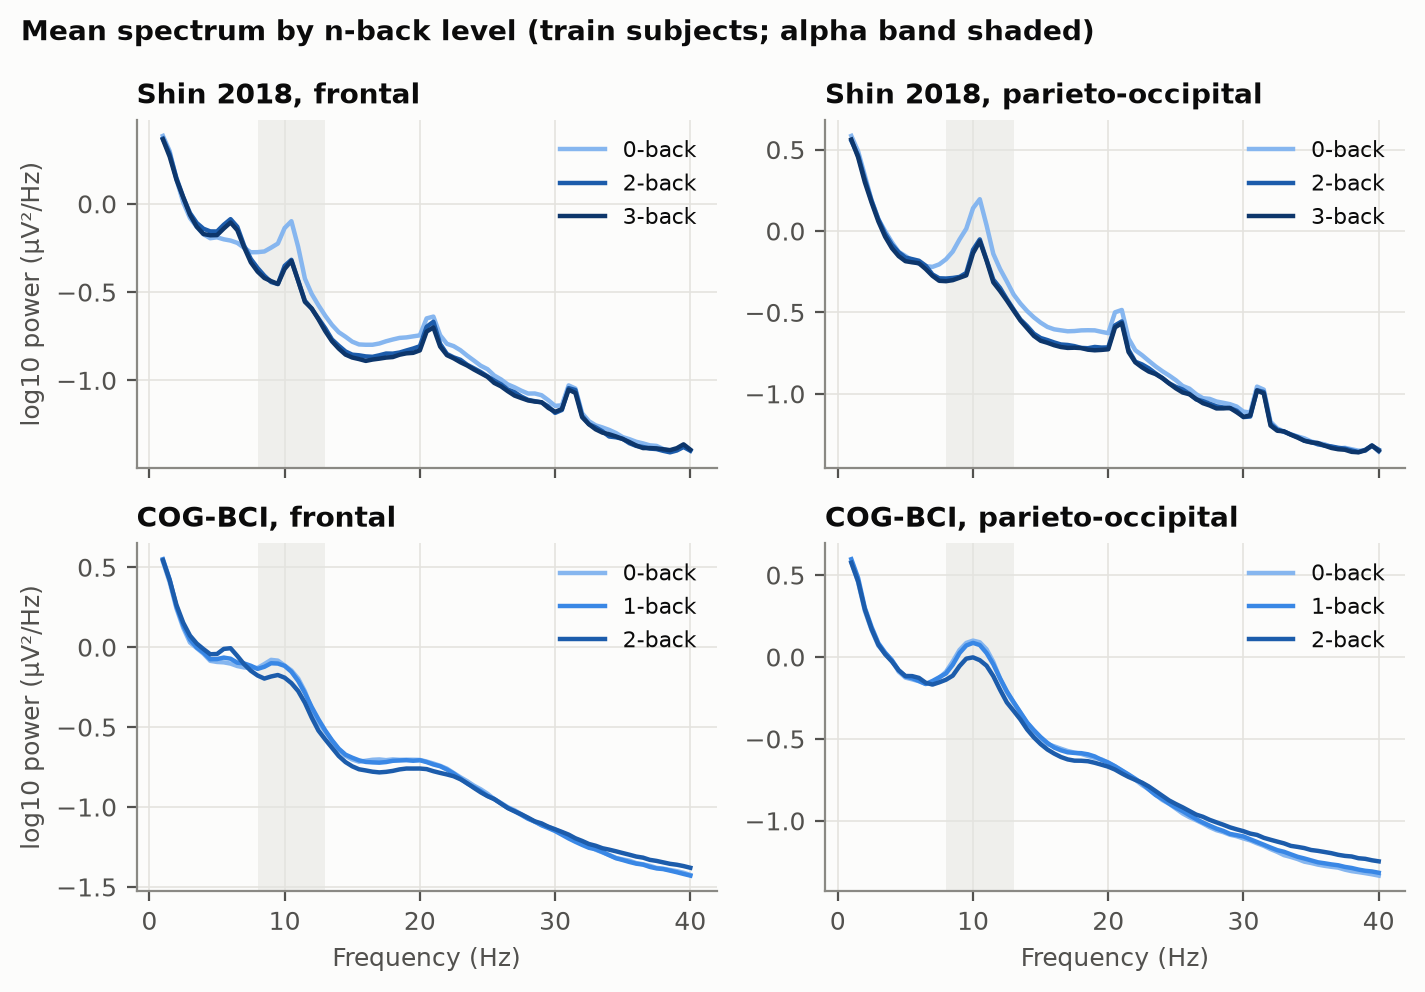 Mean spectrum by n-back level (train subjects; alpha band shaded)
Shin 2018, frontal
0-back
2-back
3-back
log10 power (µV²/Hz)
0.0
−0.5
−1.0
Shin 2018, parieto-occipital
0-back
2-back
3-back
0.5
0.0
−0.5
−1.0
COG-BCI, frontal
0-back
1-back
2-back
log10 power (µV²/Hz)
0.5
0.0
−0.5
−1.0
−1.5
0 10 20 30 40
Frequency (Hz)
COG-BCI, parieto-occipital
0-back
1-back
2-back
0.5
0.0
−0.5
−1.0
0 10 20 30 40
Frequency (Hz)